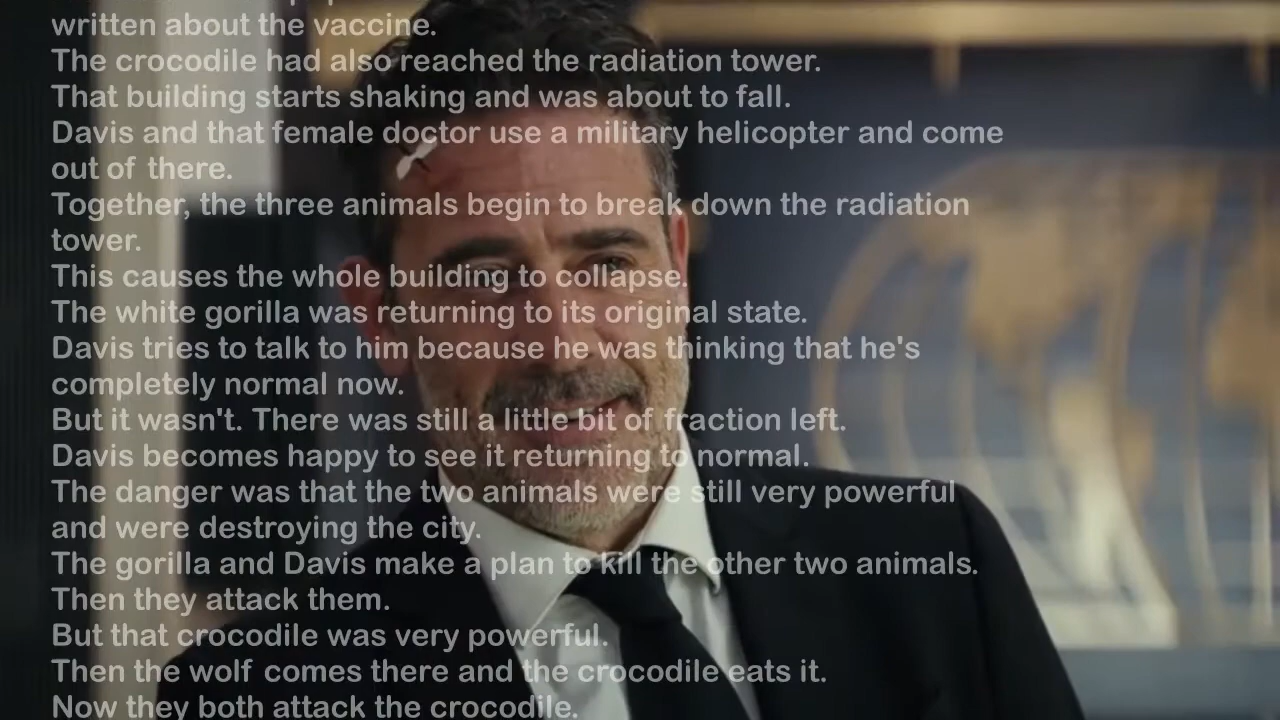 written about the vaccine.
The crocodile had also reached the radiation tower.
That building starts shaking and was about to fall.
Davis and that female doctor use a military helicopter and come
out of there.
Together, the three animals begin to break down the radiation
tower.
This causes the whole building to collapse.
The white gorilla was returning to its original state.
Davis tries to talk to him because he was thinking that he's
completely normal now.
But it wasn't. There was still a little bit of fraction left.
Davis becomes happy to see it returning to normal.
The danger was that the two animals were still very powerful
and were destroying the city.
The gorilla and Davis make a plan to kill the other two animals.
Then they attack them.
But that crocodile was very powerful.
Then the wolf comes there and the crocodile eats it.
Now they both attack the crocodile.